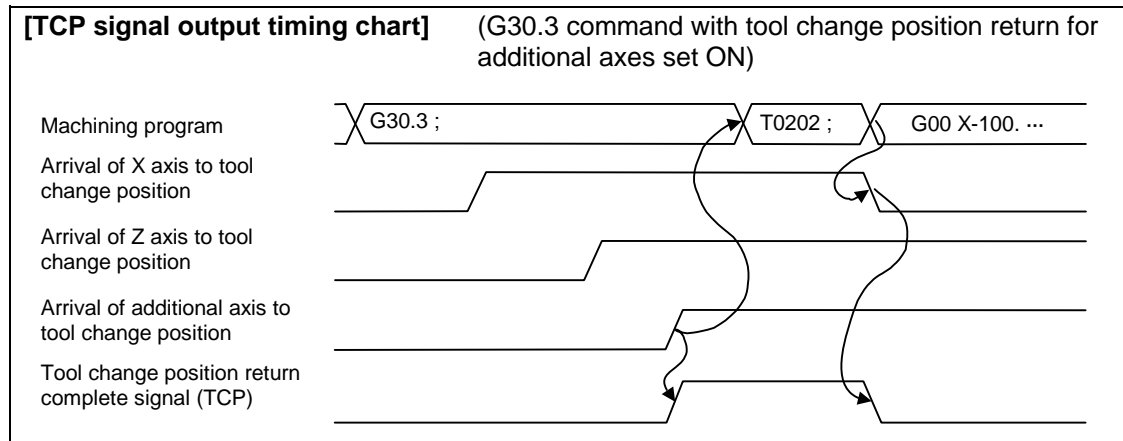 [TCP signal output timing chart] (G30.3 command with tool change position return for
additional axes set ON)
Machining program
G30.3 ; T0202 ; G00 X-100. ···
Arrival of X axis to tool
change position
Arrival of Z axis to tool
change position
Arrival of additional axis to
tool change position
Tool change position return
complete signal (TCP)